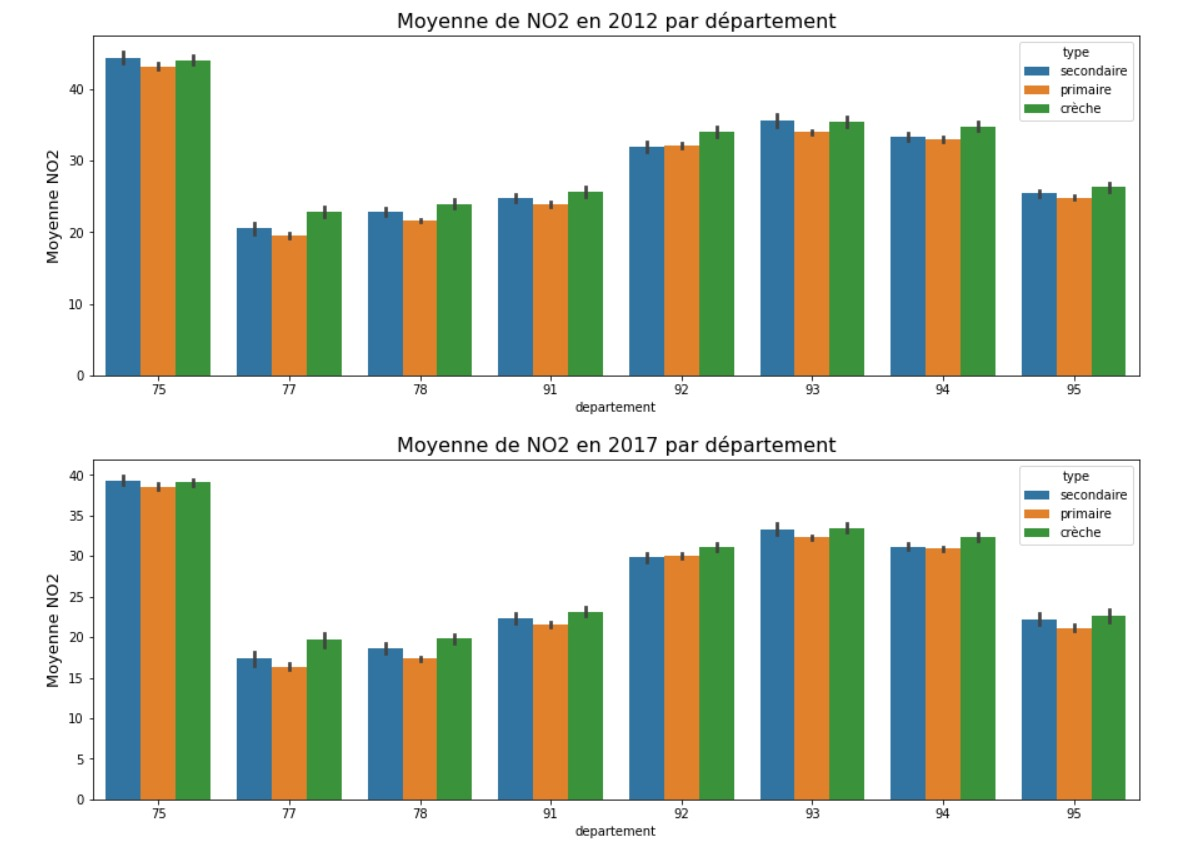 Moyenne de NO2 en 2012 par département
Moyenne NO2
40
30
20
10
0
type
secondaire
primaire
crèche
75 77 78 91 92 93 94 95
departement
Moyenne de NO2 en 2017 par département
Moyenne NO2
40
35
30
25
20
15
10
5
0
type
secondaire
primaire
crèche
75 77 78 91 92 93 94 95
departement